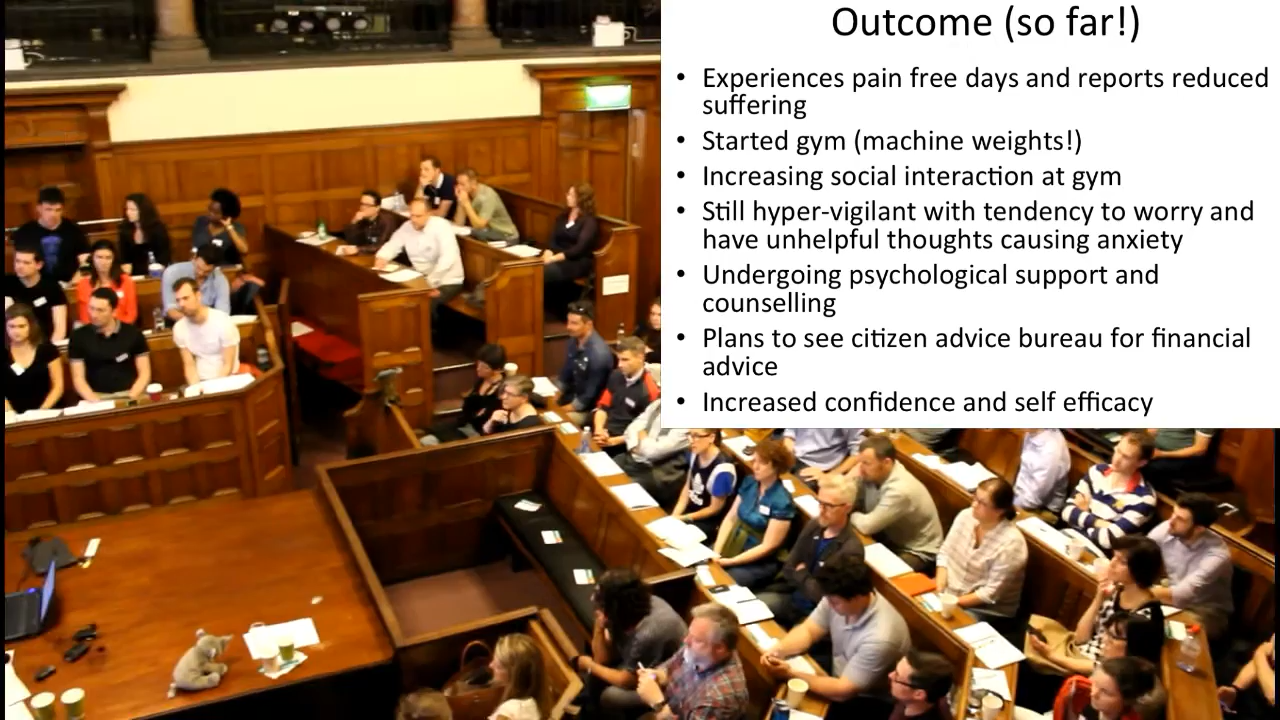 Outcome (so far!)
• Experiences pain free days and reports reduced
suffering
• Started gym (machine weights!)
• Increasing social interaction at gym
• Still hyper-vigilant with tendency to worry and
have unhelpful thoughts causing anxiety
• Undergoing psychological support and
counselling
• Plans to see citizen advice bureau for financial
advice
• Increased confidence and self efficacy